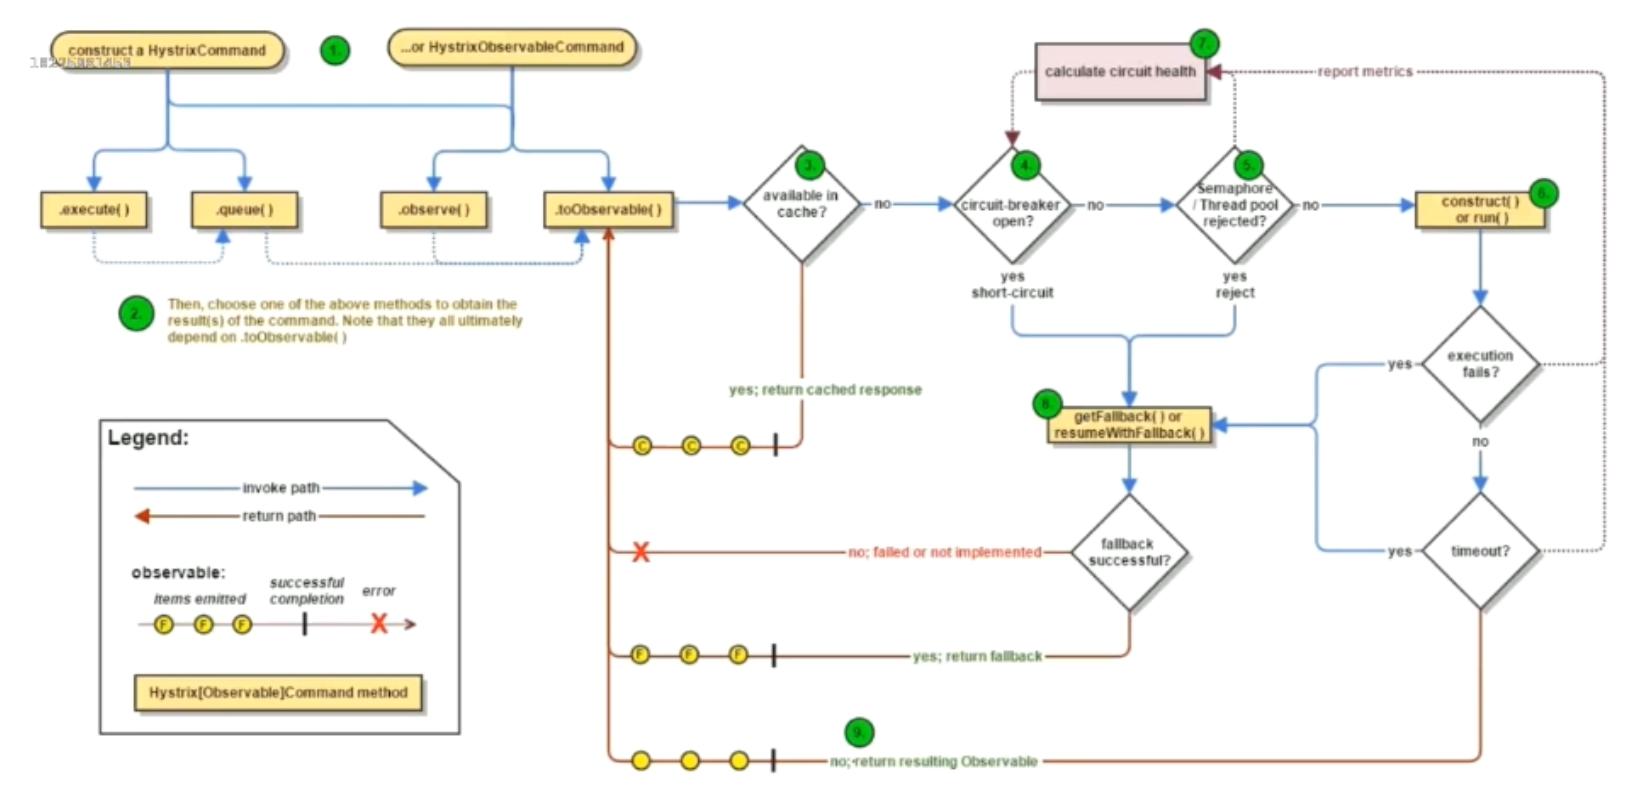 construct a HystrixCommand
1.
...or HystrixObservableCommand
7.
calculate circuit health
report metrics
.execute( )
.queue( )
.observe( )
.toObservable( )
3.
available in
cache?
no
4.
circuit-breaker
open?
no
5.
Semaphore
/ Thread pool
rejected?
no
6.
construct( )
or run( )
yes
short-circuit
yes
reject
2.
Then, choose one of the above methods to obtain the
result(s) of the command. Note that they all ultimately
depend on .toObservable( )
execution
fails?
yes
no
yes; return cached response
C C C
8.
getFallback( ) or
resumeWithFallback( )
Legend:
invoke path
return path
observable:
items emitted
successful
completion
error
F F F
X
Hystrix[Observable]Command method
X
no; failed or not implemented
fallback
successful?
yes
timeout?
F F F
yes; return fallback
9.
no; return resulting Observable